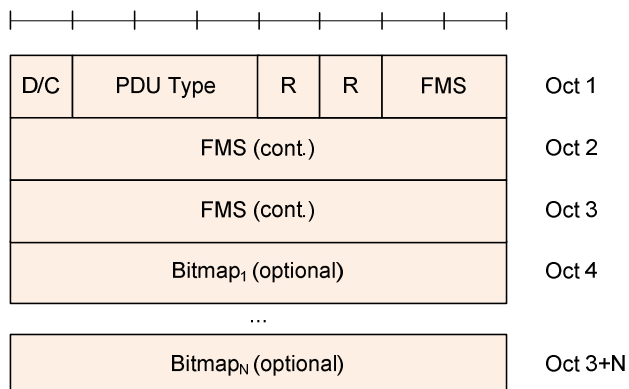 D/C PDU Type R R FMS Oct 1
FMS (cont.) Oct 2
FMS (cont.) Oct 3
Bitmap₁ (optional) Oct 4
...
Bitmap_N (optional) Oct 3+N